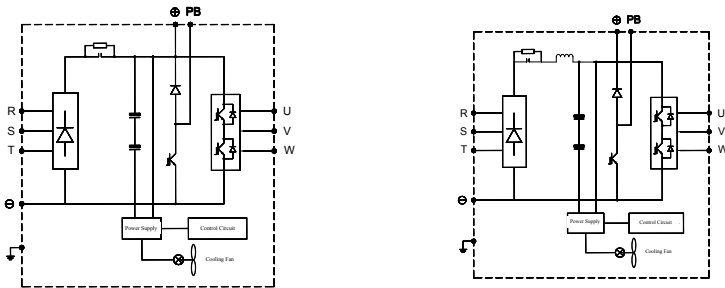 ⊕ PB
R
S
T
U
V
W
⊖
Power Supply
Control Circuit
Cooling Fan
⊕ PB
R
S
T
U
V
W
⊖
Power Supply
Control Circuit
Cooling Fan